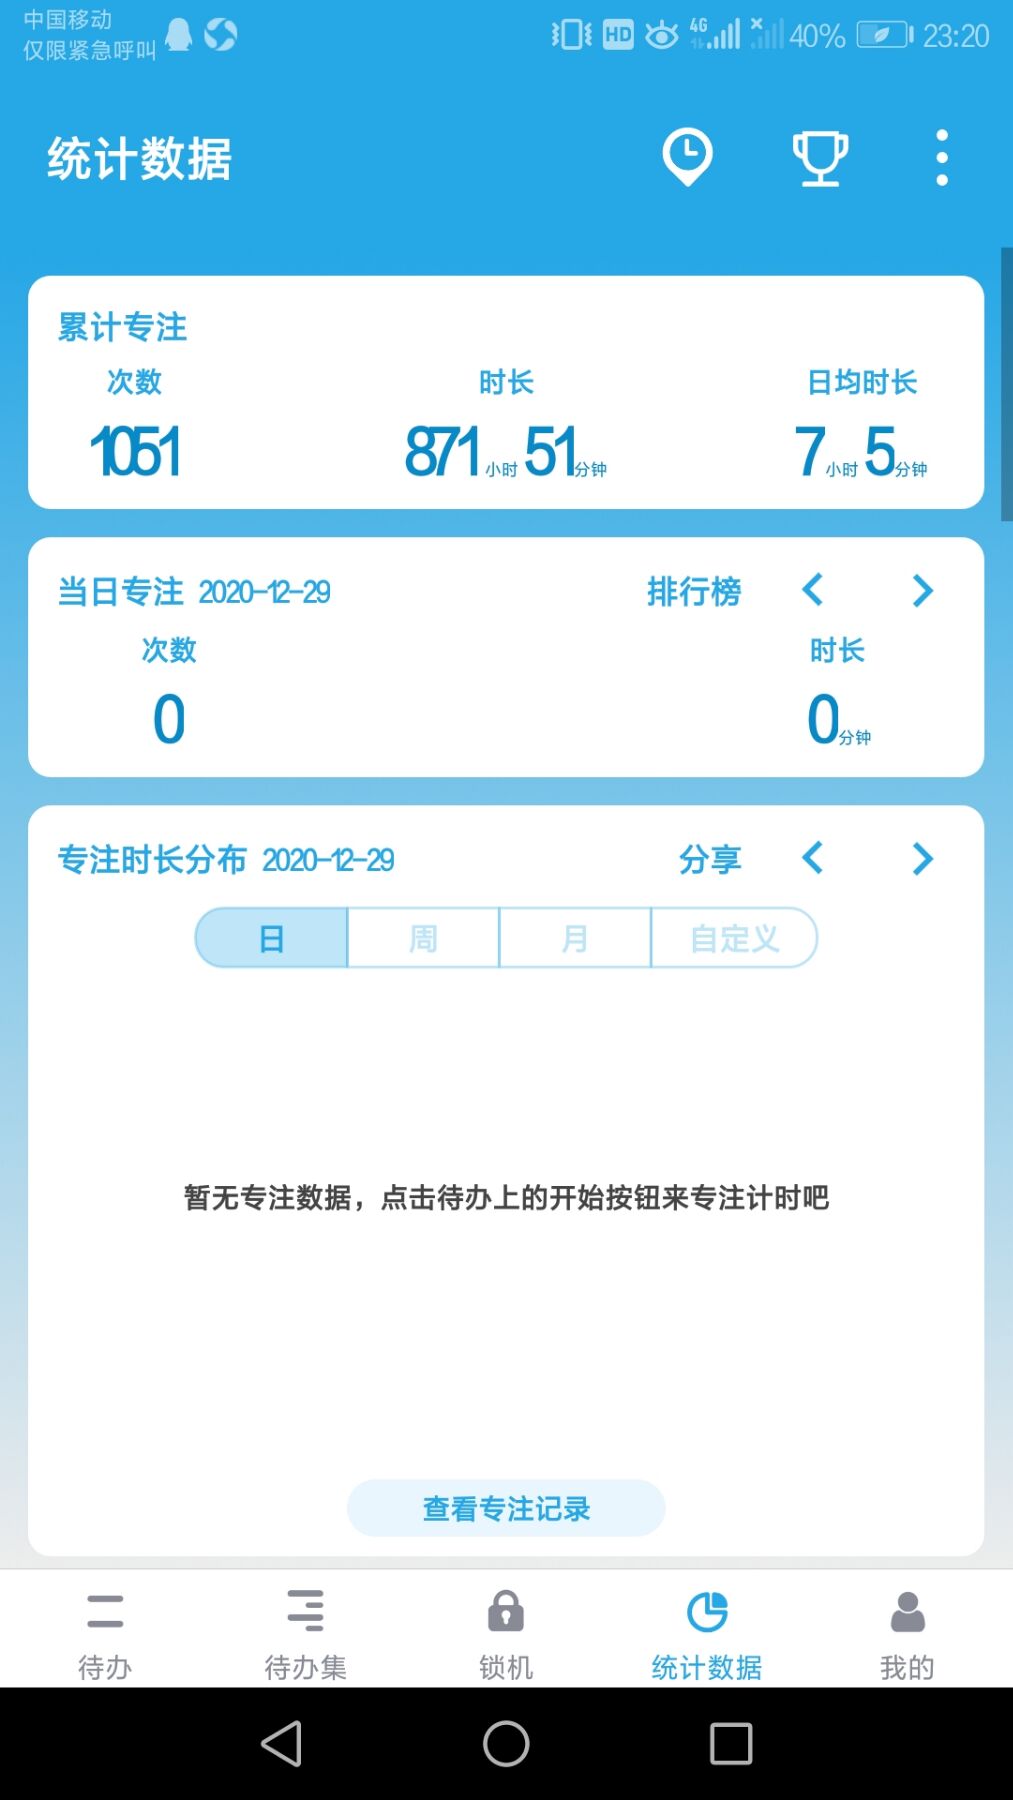 中国移动
仅限紧急呼叫
HD 4G 40% 23:20
统计数据
累计专注
次数 时长 日均时长
1051 871小时51分钟 7小时5分钟
当日专注 2020-12-29 排行榜
次数 时长
0 0分钟
专注时长分布 2020-12-29 分享
日 周 月 自定义
暂无专注数据，点击待办上的开始按钮来专注计时吧
查看专注记录
待办 待办集 锁机 统计数据 我的